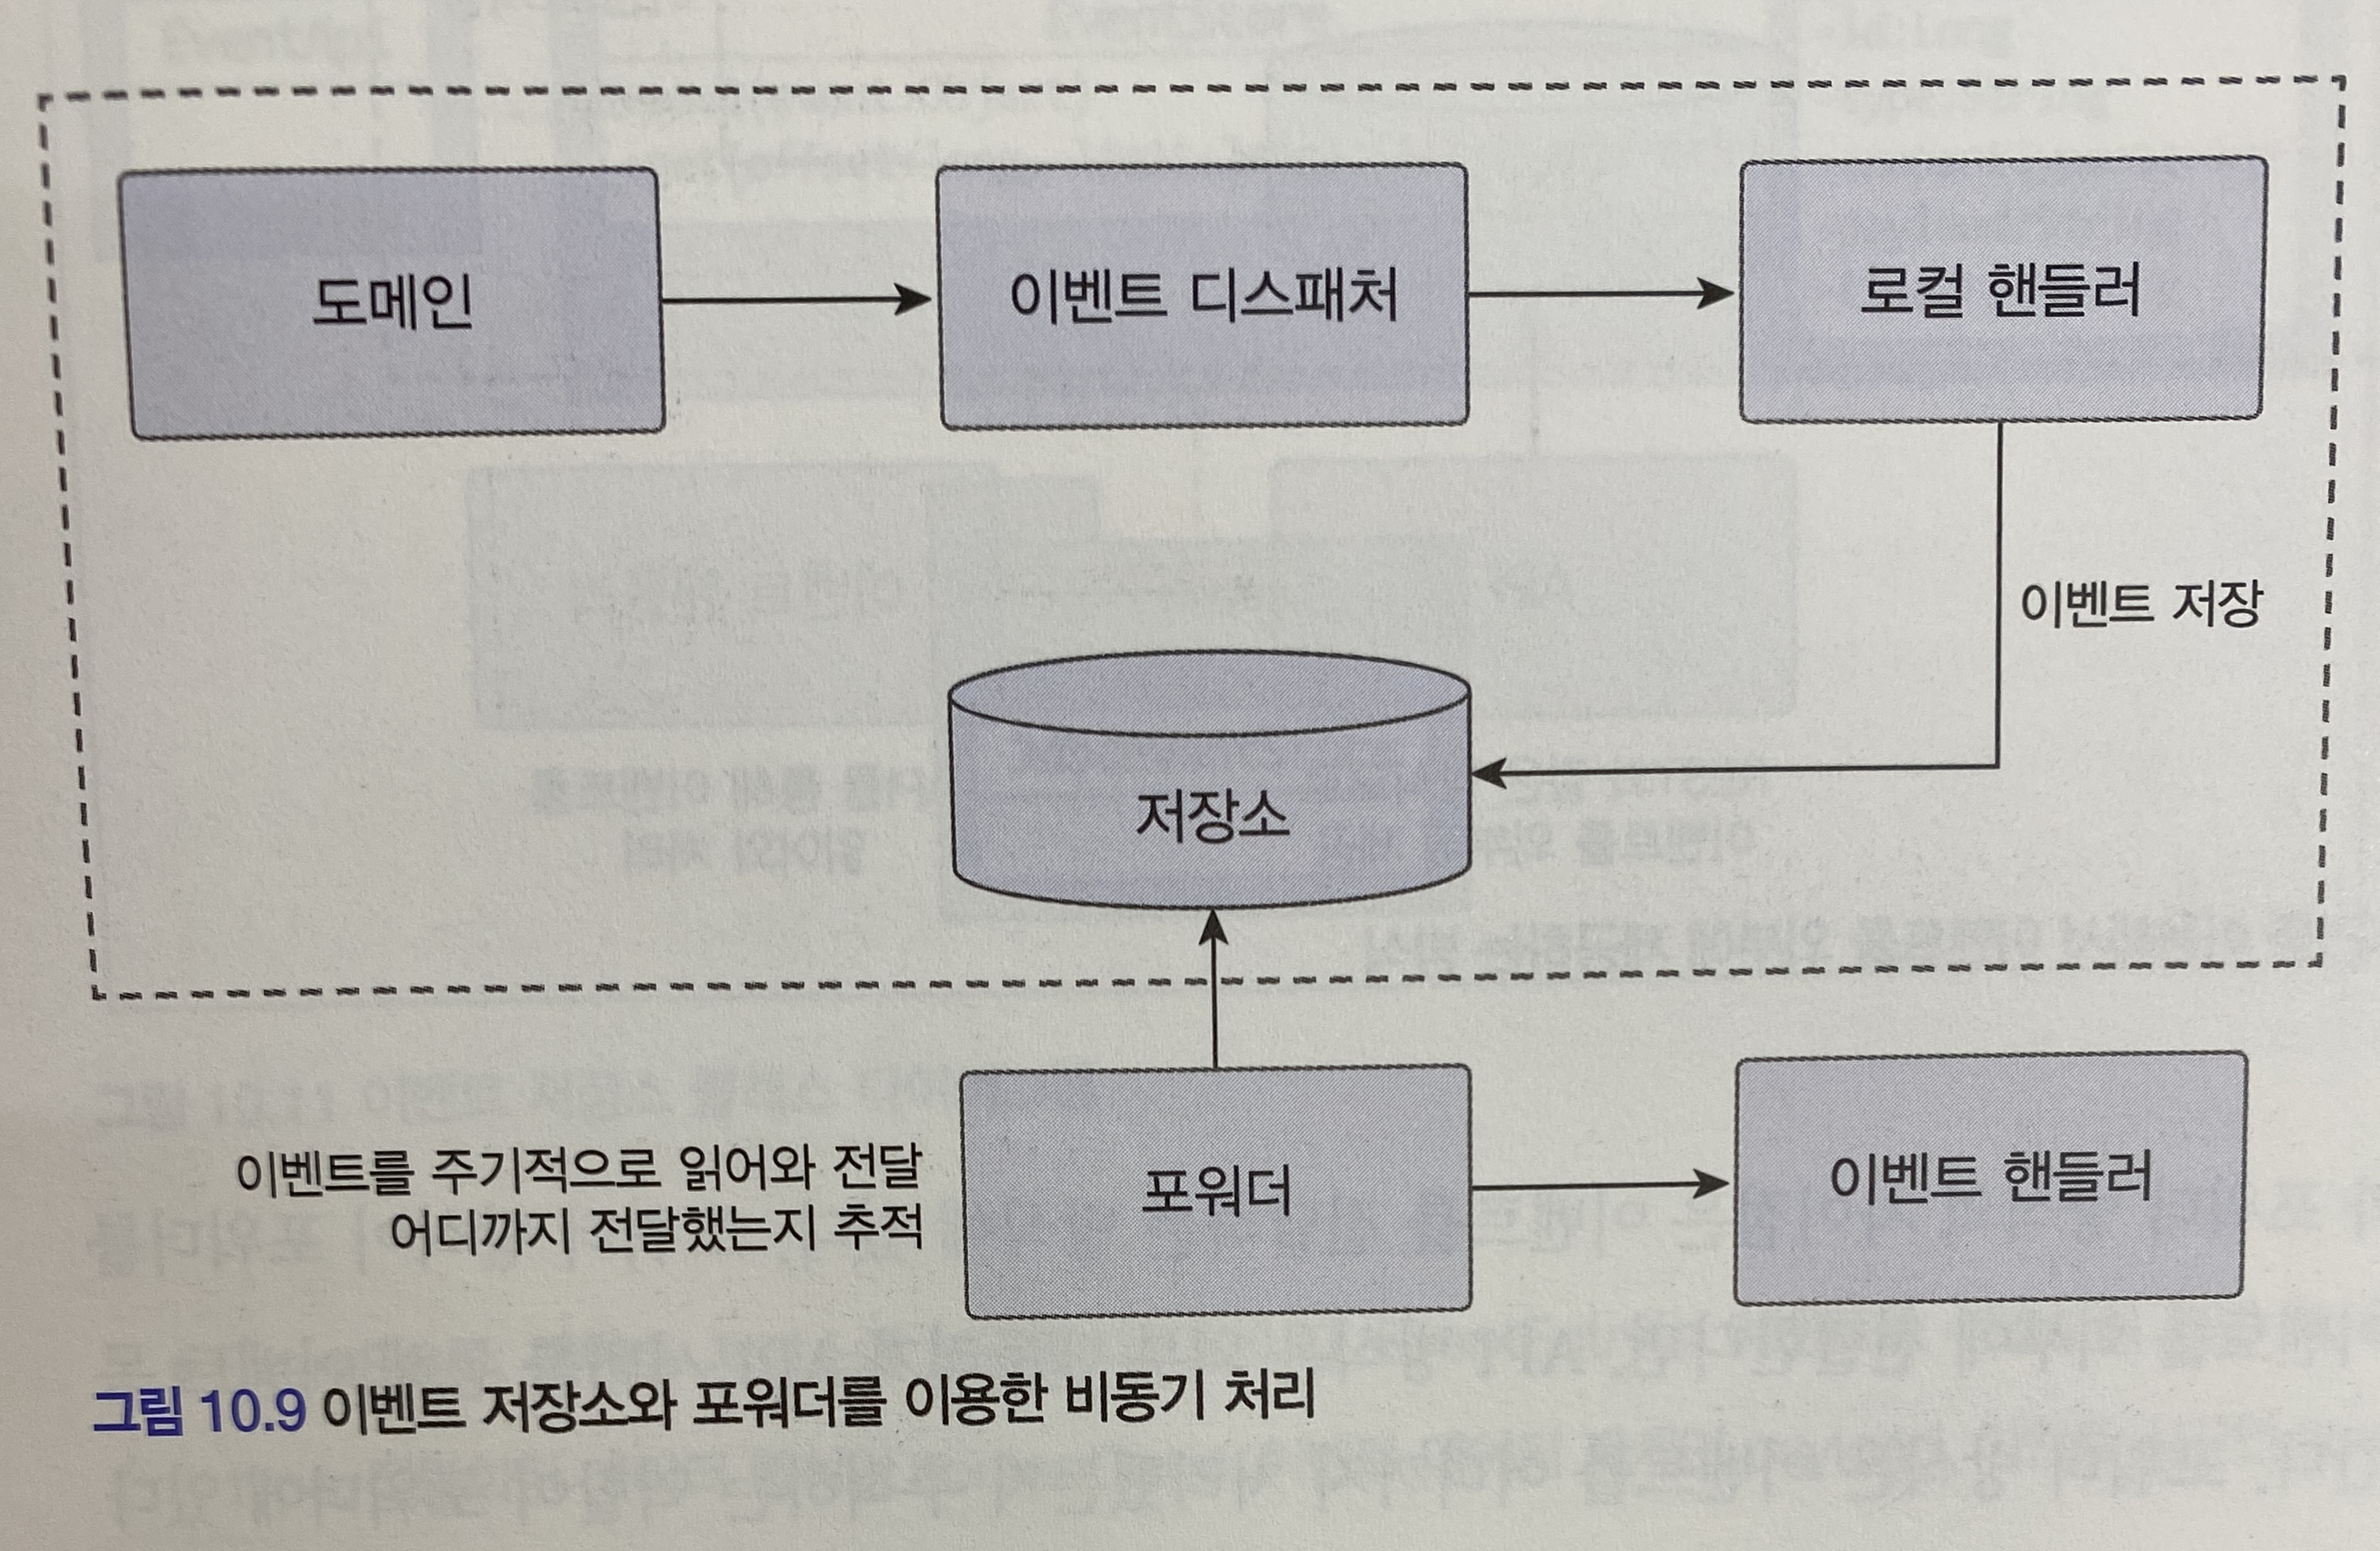 도메인
이벤트 디스패처
로컬 핸들러
이벤트 저장
저장소
이벤트를 주기적으로 읽어와 전달
어디까지 전달했는지 추적
포워더
이벤트 핸들러
그림 10.9 이벤트 저장소와 포워더를 이용한 비동기 처리